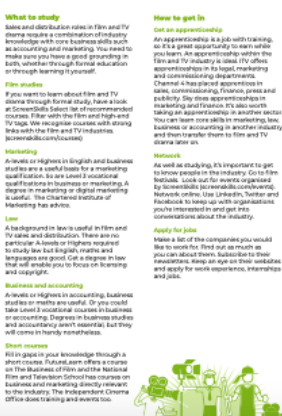 What to study
Sales and distribution roles in film and TV
drama require a combination of industry
knowledge with core business skills such
as accounting and marketing. You need to
make sure you have a good grounding in
both, whether through formal education
or through learning it yourself.
Film studies
If you want to learn about film and TV
drama through formal study, have a look
at ScreenSkills Select list of recommended
courses. Filter with the film and high-end
TV tags. We recognise courses with strong
links with the film and TV industries.
(screenskills.com/courses)
Marketing
A-levels or Highers in English and business
studies are a useful basis for a marketing
qualification. So are Level 2 vocational
qualifications in business or marketing. A
degree in marketing or digital marketing
is useful. The Chartered Institute of
Marketing has advice.
Law
A background in law is useful in film and
TV sales and distribution. There are no
particular A-levels or Highers required
to study law but English, maths and
languages are good. Get a degree in law
that will enable you to focus on licensing
and copyright.
Business and accounting
A-levels or Highers in accounting, business
studies or maths are useful. Or you could
take Level 2 vocational courses in business
or accounting. Degrees in business studies
and accountancy aren't essential, but they
will come in handy nonetheless.
Short courses
Fill in gaps in your knowledge through a
short course. FutureLearn offers a course
on The Business of Film and the National
Film and Television School has courses on
business and marketing directly relevant
to the industry. The Independent Cinema
Office does training and events too.
How to get in
Get an apprenticeship
An apprenticeship is a job with training,
so it's a great opportunity to earn while
you learn. An apprenticeship within the
film and TV industry is ideal. ITV offers
apprenticeships in its legal, marketing
and commissioning departments.
Channel 4 has placed apprentices in
sales, commissioning, finance, press and
publicity. Sky does apprenticeships in
marketing and finance. It's also worth
taking an apprenticeship in another sector.
You can learn core skills in marketing, law,
business or accounting in another industry
and then transfer them to film and TV
drama later on.
Network
As well as studying, it's important to get
to know people in the industry. Go to film
festivals. Look out for events organised
by ScreenSkills (screenskills.com/events).
Network online. Use LinkedIn, Twitter and
Facebook to keep up with organisations
you're interested in and get into
conversations about the industry.
Apply for jobs
Make a list of the companies you would
like to work for. Find out as much as
you can about them. Subscribe to their
newsletters. Keep an eye on their websites
and apply for work experience, internships
and jobs.